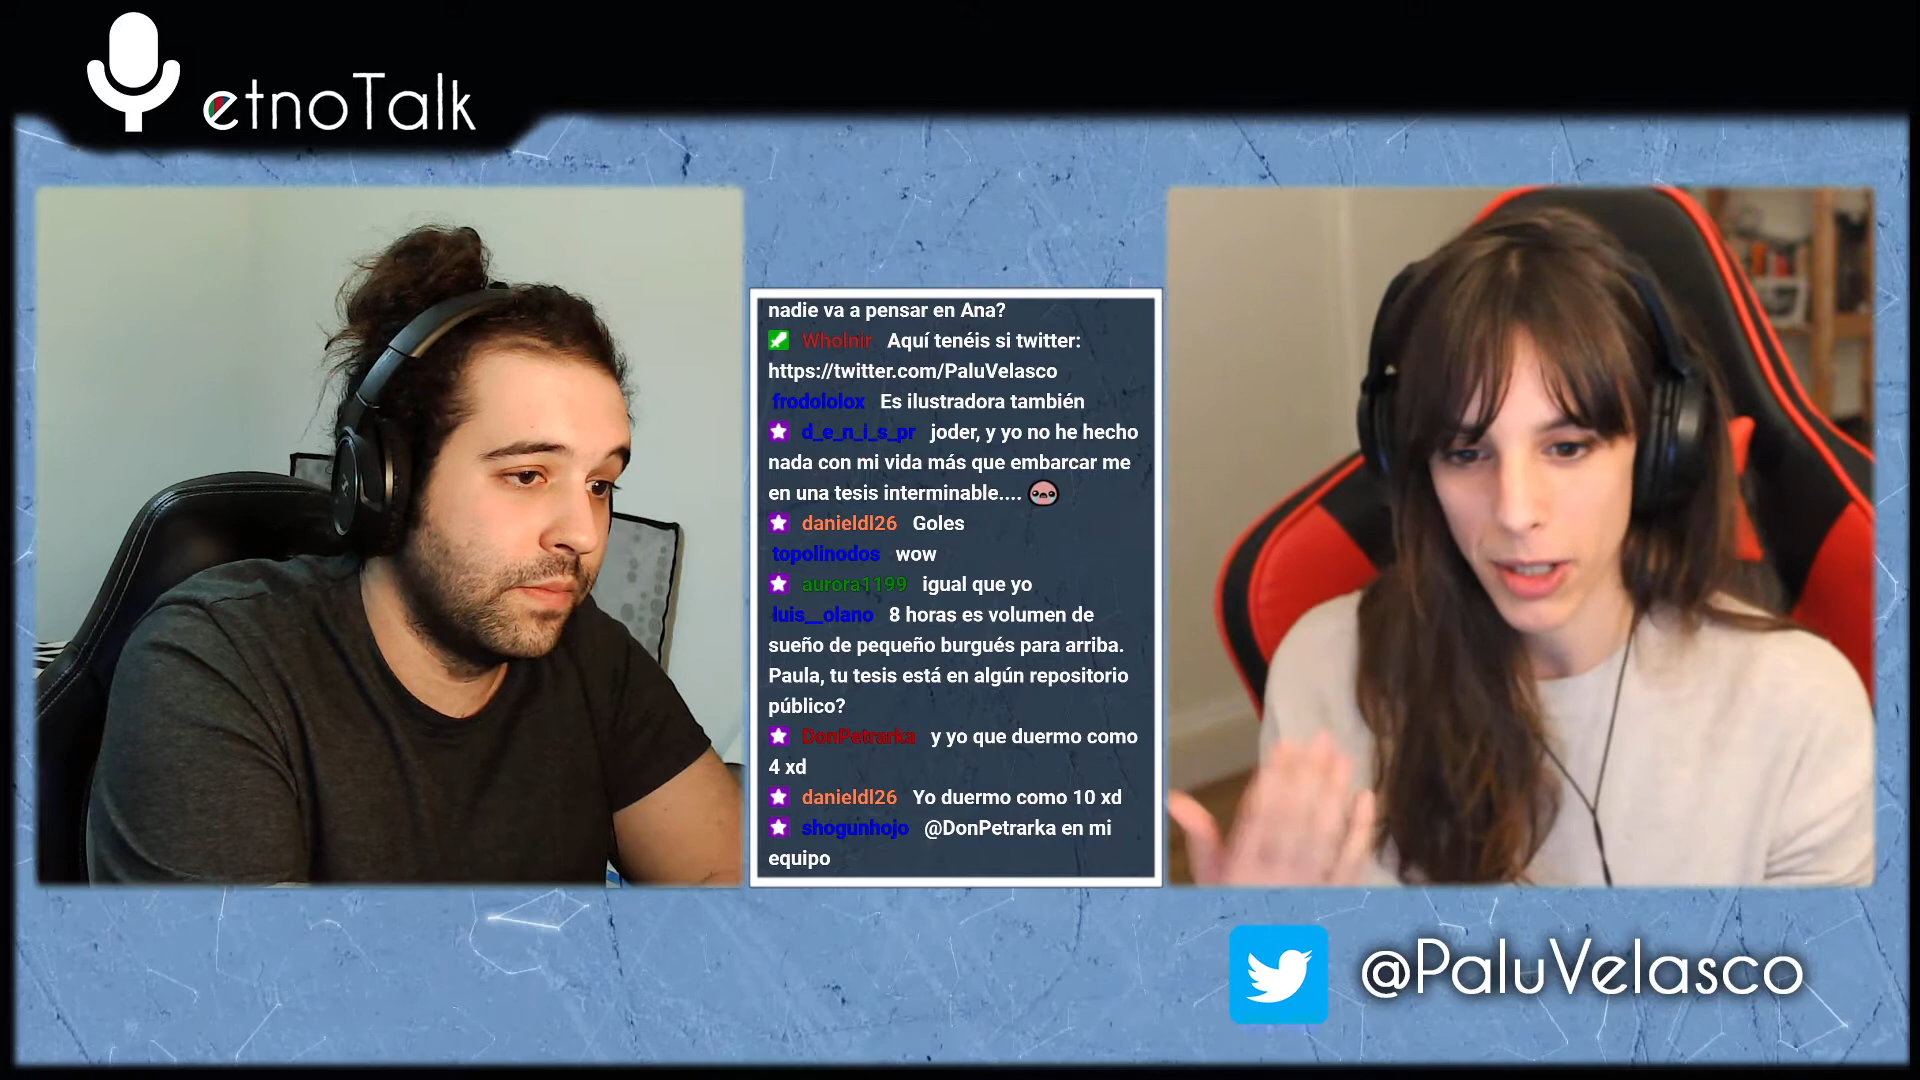 etnoTalk
nadie va a pensar en Ana?
Wholnir Aquí tenéis si twitter:
https://twitter.com/PaluVelasco
frodololox Es ilustradora también
d_e_n_i_s_pr joder, y yo no he hecho
nada con mi vida más que embarcar me
en una tesis interminable....
danieldl26 Goles
topolinodos wow
aurora1199 igual que yo
luis__olano 8 horas es volumen de
sueño de pequeño burgués para arriba.
Paula, tu tesis está en algún repositorio
público?
DonPetrarka y yo que duermo como
4 xd
danieldl26 Yo duermo como 10 xd
shogunhojo @DonPetrarka en mi
equipo
@PaluVelasco